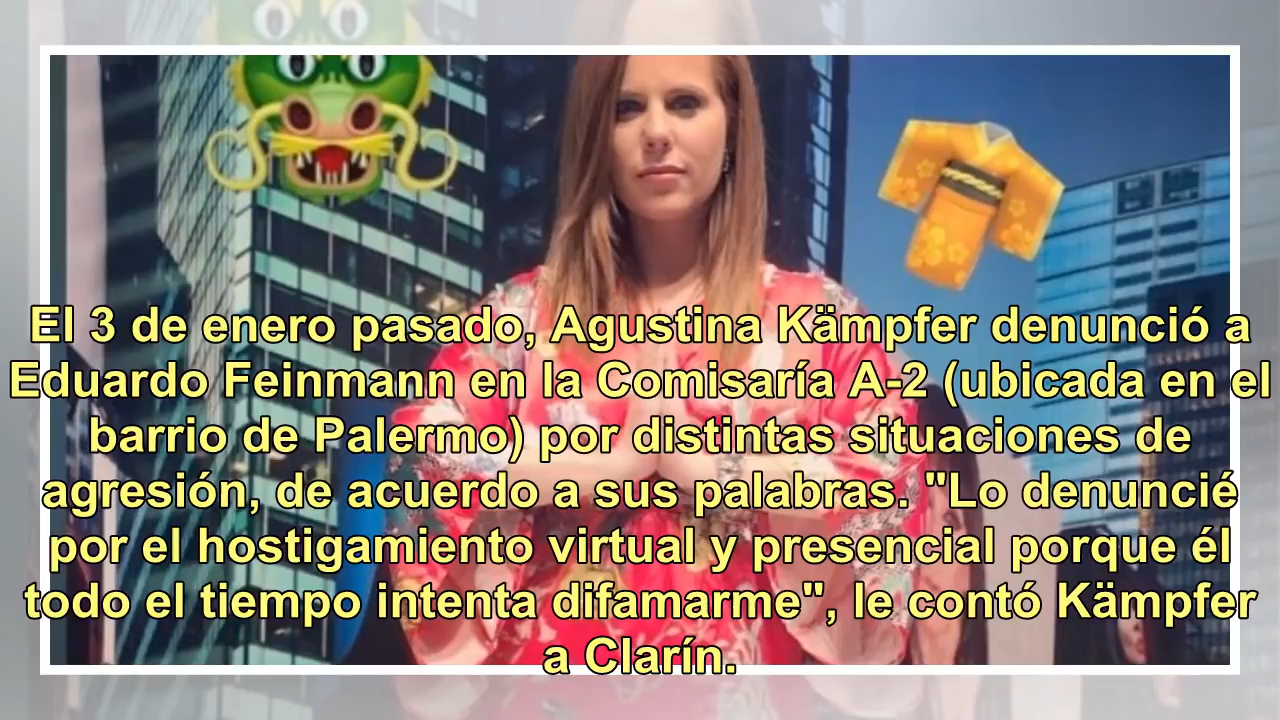 El 3 de enero pasado, Agustina Kämpfer denunció a
Eduardo Feinmann en la Comisaría A-2 (ubicada en el
barrio de Palermo) por distintas situaciones de
agresión, de acuerdo a sus palabras. "Lo denuncié
por el hostigamiento virtual y presencial porque él
todo el tiempo intenta difamarme", le contó Kämpfer
a Clarín.